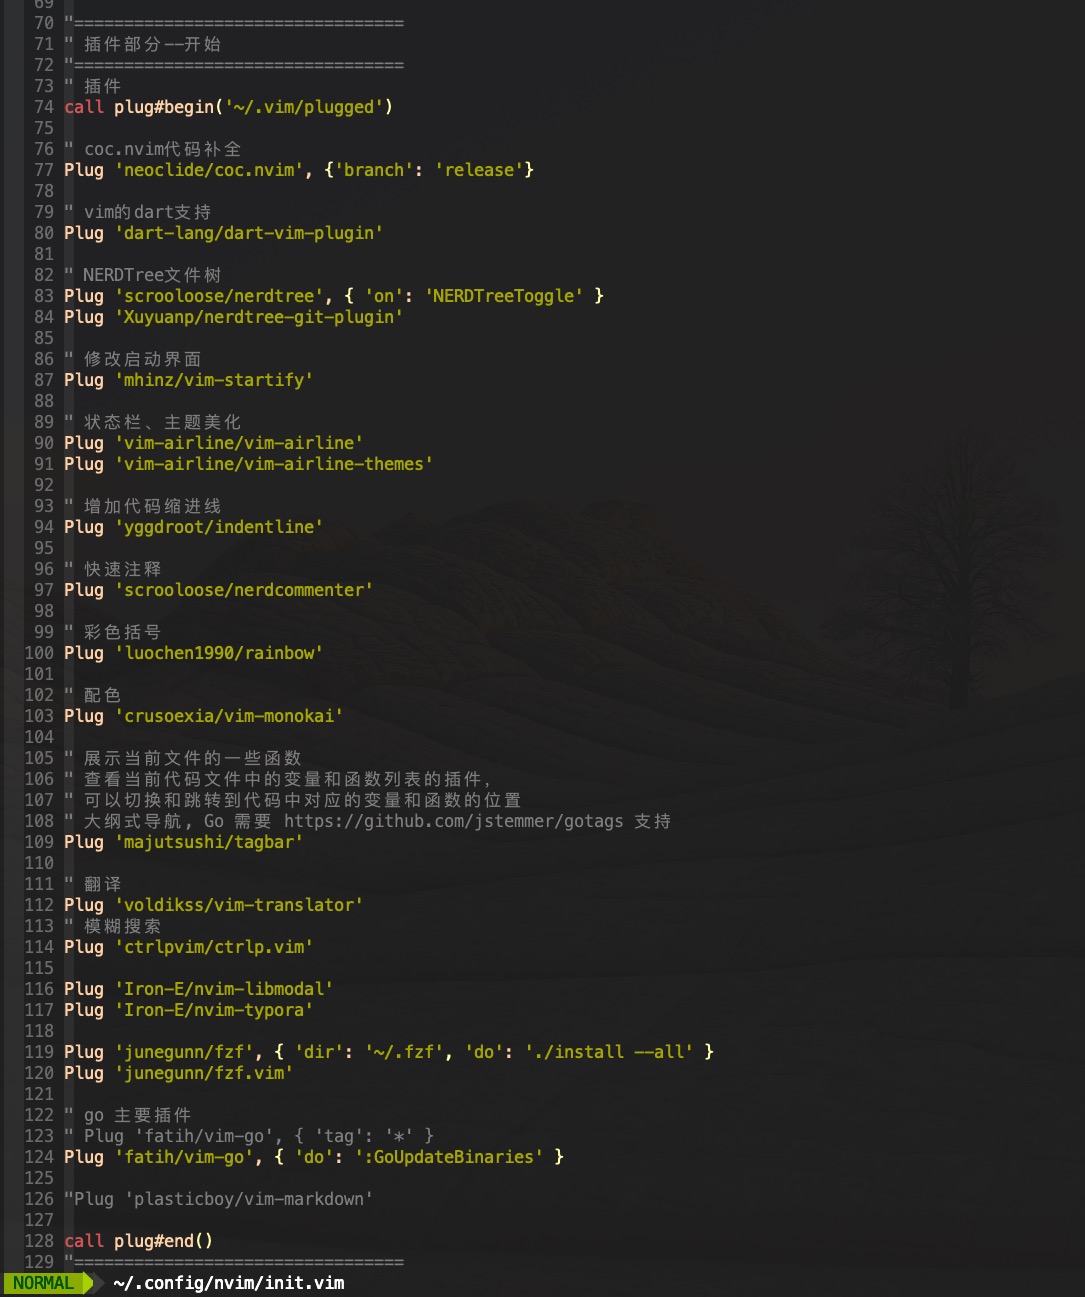 69
70 "=================================
71 " 插件部分--开始
72 "=================================
73 " 插件
74 call plug#begin('~/.vim/plugged')
75
76 " coc.nvim代码补全
77 Plug 'neoclide/coc.nvim', {'branch': 'release'}
78
79 " vim的dart支持
80 Plug 'dart-lang/dart-vim-plugin'
81
82 " NERDTree文件树
83 Plug 'scrooloose/nerdtree', { 'on': 'NERDTreeToggle' }
84 Plug 'Xuyuanp/nerdtree-git-plugin'
85
86 " 修改启动界面
87 Plug 'mhinz/vim-startify'
88
89 " 状态栏、主题美化
90 Plug 'vim-airline/vim-airline'
91 Plug 'vim-airline/vim-airline-themes'
92
93 " 增加代码缩进线
94 Plug 'yggdroot/indentline'
95
96 " 快速注释
97 Plug 'scrooloose/nerdcommenter'
98
99 " 彩色括号
100 Plug 'luochen1990/rainbow'
101
102 " 配色
103 Plug 'crusoexia/vim-monokai'
104
105 " 展示当前文件的一些函数
106 " 查看当前代码文件中的变量和函数列表的插件,
107 " 可以切换和跳转到代码中对应的变量和函数的位置
108 " 大纲式导航, Go 需要 https://github.com/jstemmer/gotags 支持
109 Plug 'majutsushi/tagbar'
110
111 " 翻译
112 Plug 'voldikss/vim-translator'
113 " 模糊搜索
114 Plug 'ctrlpvim/ctrlp.vim'
115
116 Plug 'Iron-E/nvim-libmodal'
117 Plug 'Iron-E/nvim-typora'
118
119 Plug 'junegunn/fzf', { 'dir': '~/.fzf', 'do': './install --all' }
120 Plug 'junegunn/fzf.vim'
121
122 " go 主要插件
123 " Plug 'fatih/vim-go', { 'tag': '*' }
124 Plug 'fatih/vim-go', { 'do': ':GoUpdateBinaries' }
125
126 "Plug 'plasticboy/vim-markdown'
127
128 call plug#end()
129 "=================================
NORMAL ~/.config/nvim/init.vim